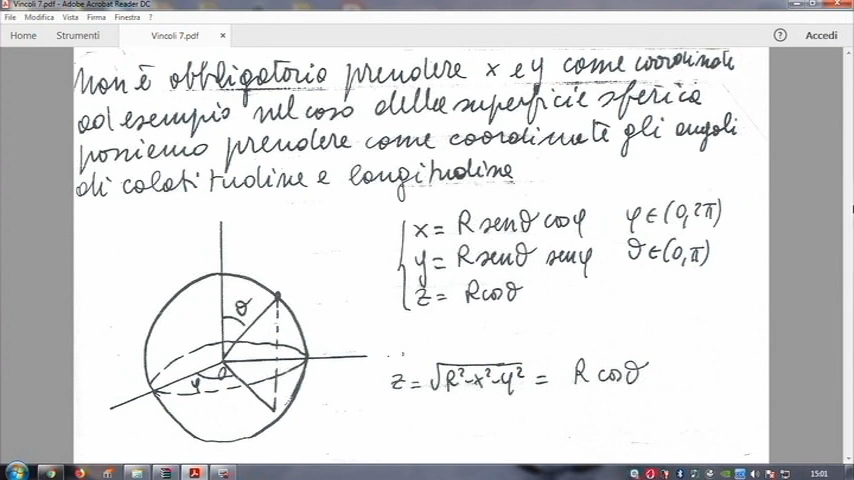 Vincoli 7.pdf - Adobe Acrobat Reader DC
File Modifica Vista Firma Finestra ?
Home Strumenti Vincoli 7.pdf × ? Accedi
Non è obbligatorio prendere x e y come coordinate
ad esempio nel caso della superficie sferica
possiamo prendere come coordinate gli angoli
di colatitudine e longitudine
x = R senϑ cosφ φ∈(0,2π)
y = R senϑ senφ ϑ∈(0,π)
z = R cosϑ
ϑ
φ
z = √R²-x²-y² = R cosϑ
15:01